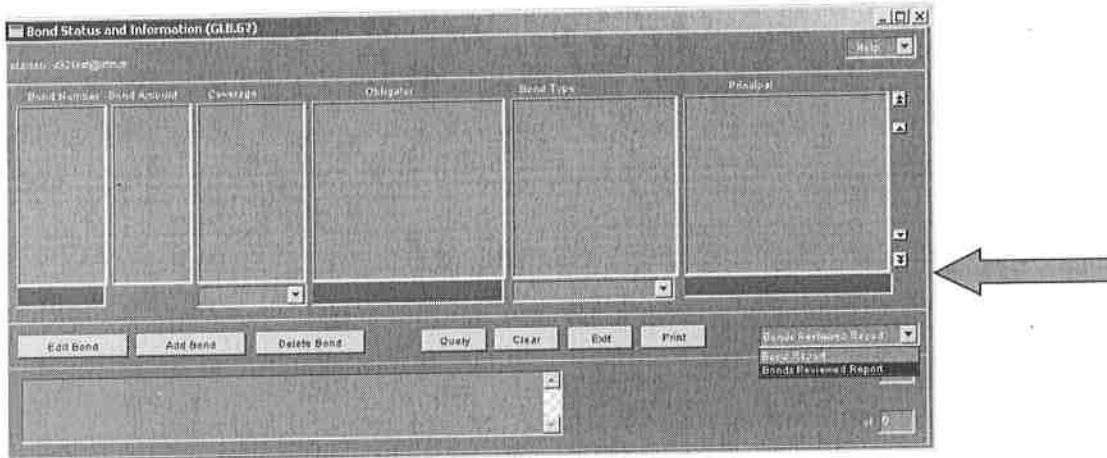 Bond Status and Information (GLB.67)
Help
Bond Number Bond Amount Coverage Obligator Bond Type Principal
Edit Bond Add Bond Delete Bond Query Clear Exit Print Bonds Reviewed Report
Bond Report
Bonds Reviewed Report
of 0